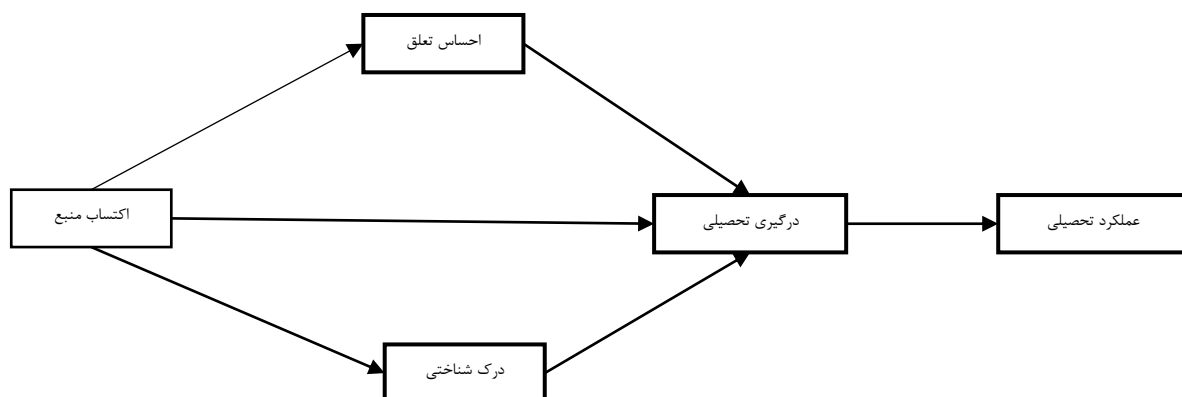 احساس تعلق
اکتساب منبع
درگیری تحصیلی
عملکرد تحصیلی
درک شناختی